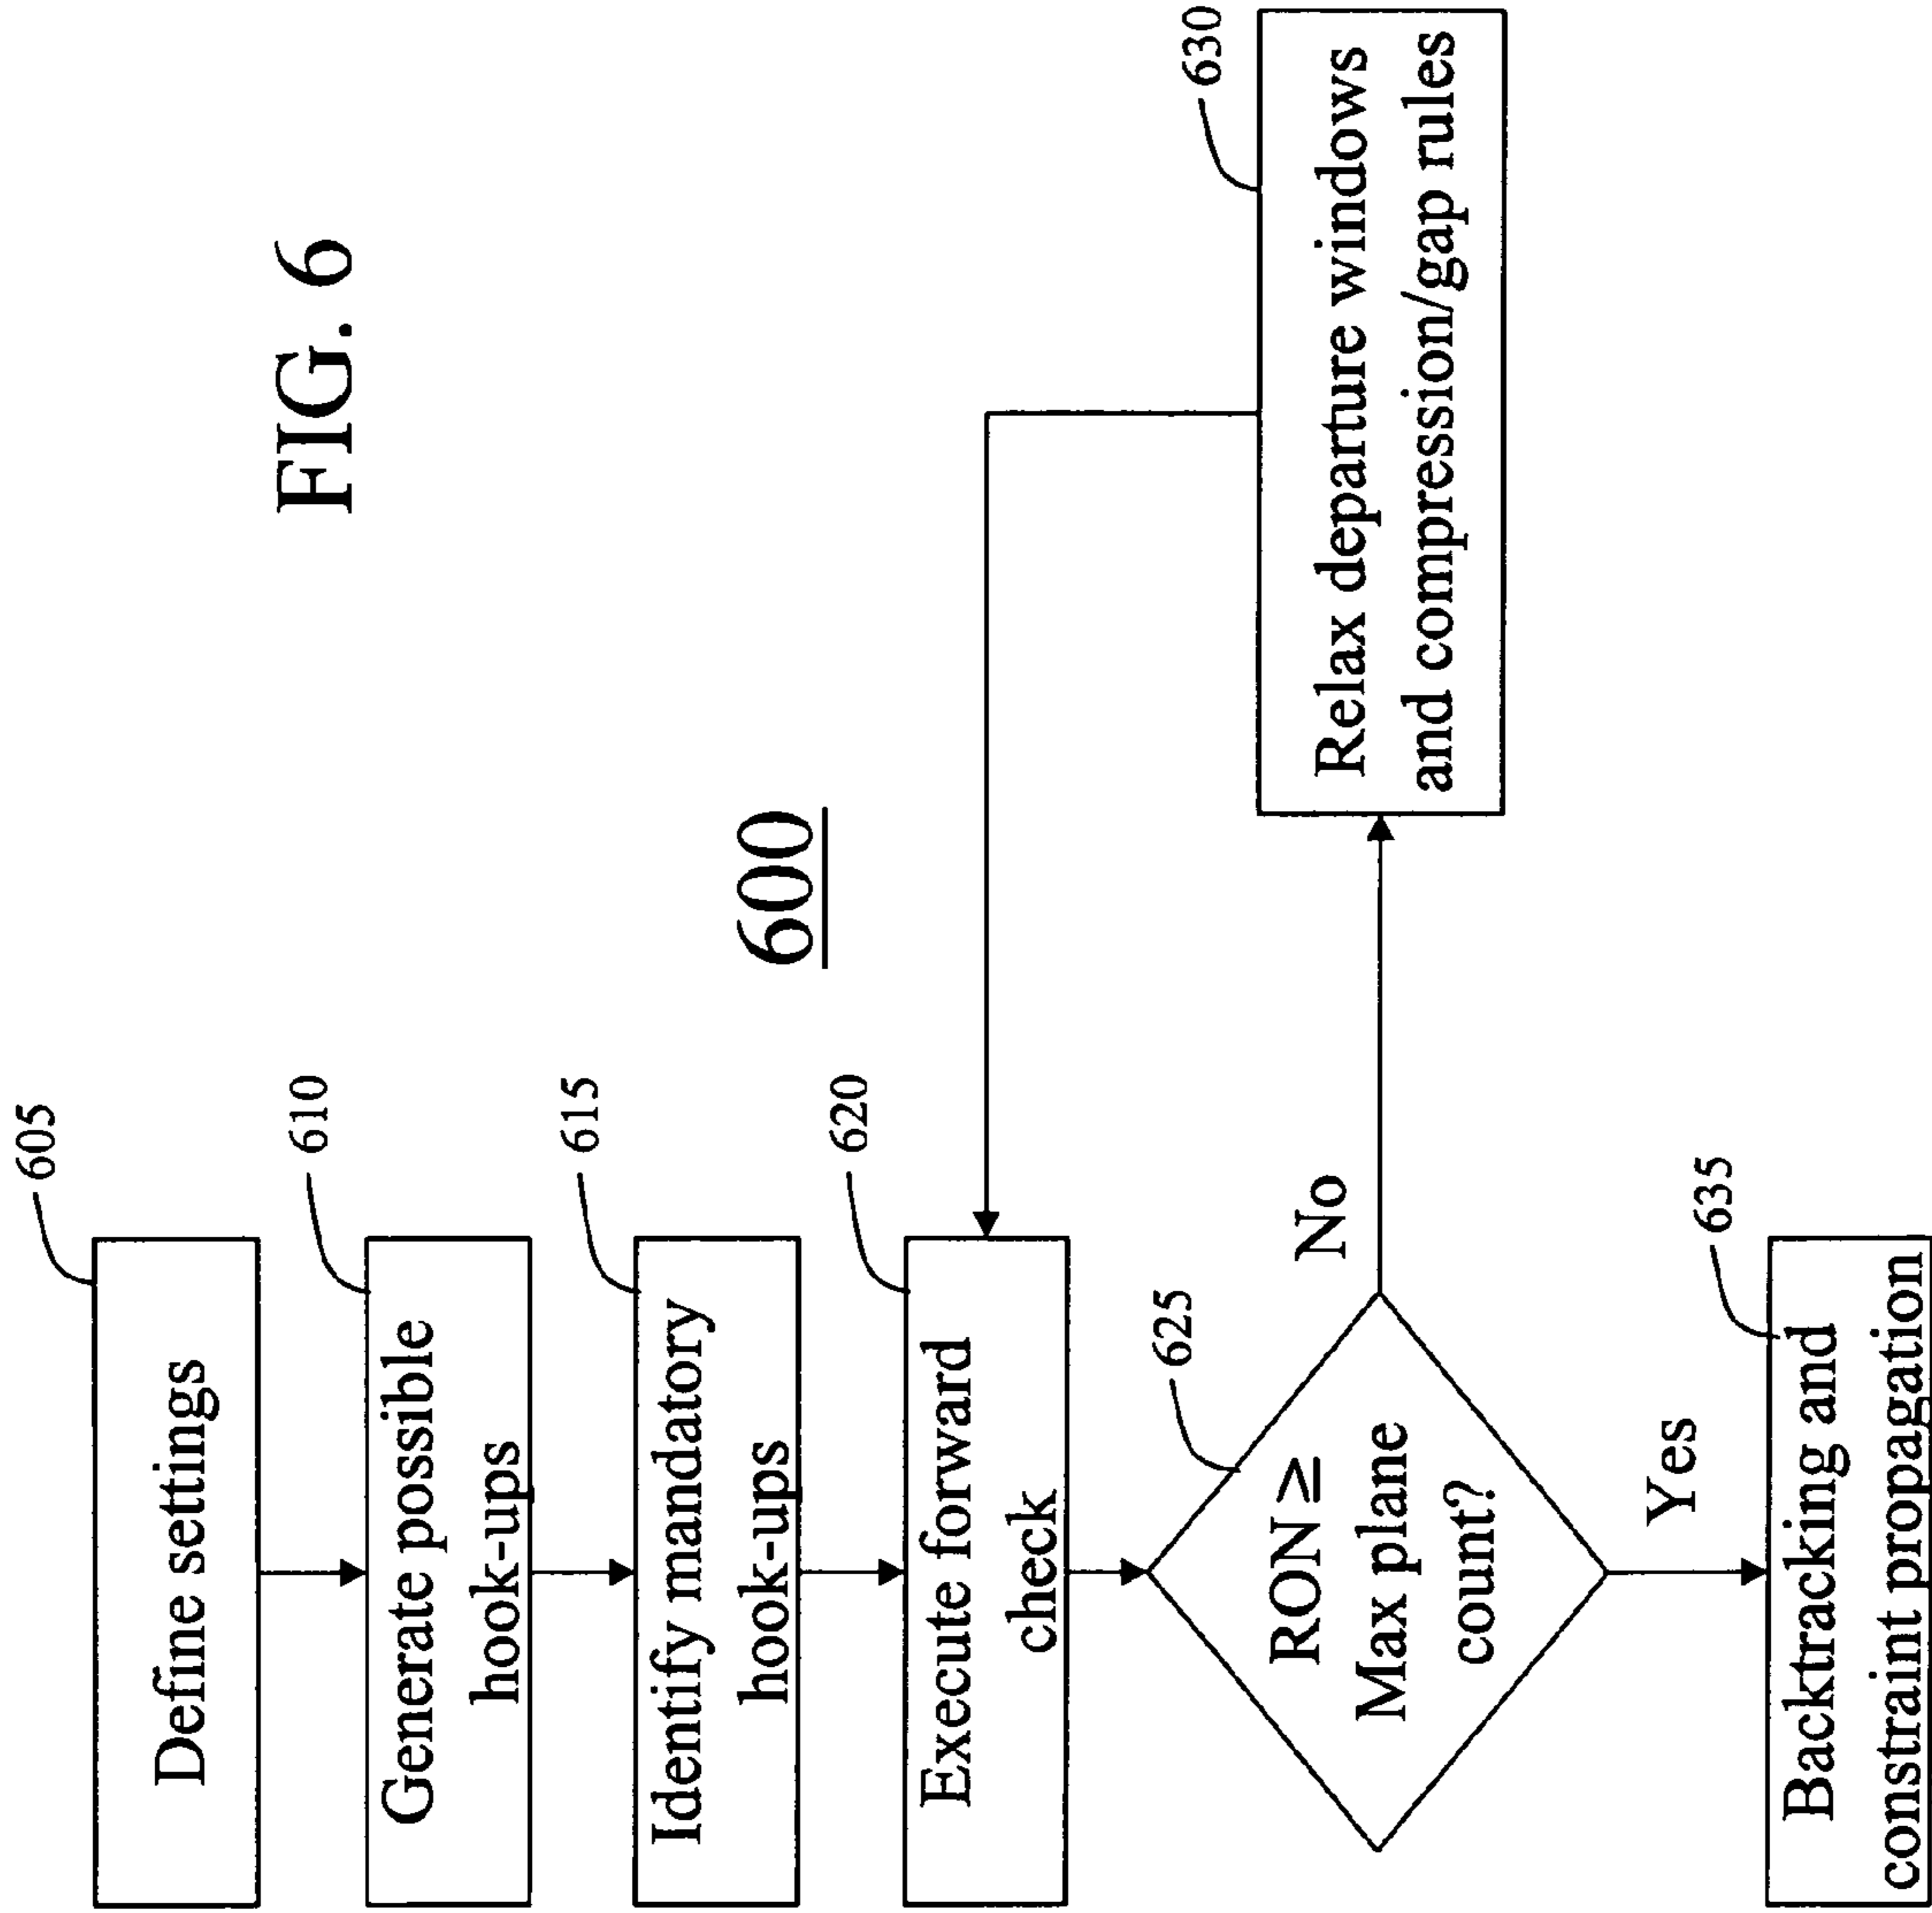 FIG. 6
600
605
Define settings
610
Generate possible
hook-ups
615
Identify mandatory
hook-ups
620
Execute forward
check
625
RON ≥
Max plane
count?
No
630
Relax departure windows
and compression/gap rules
Yes
635
Backtracking and
constraint propagation